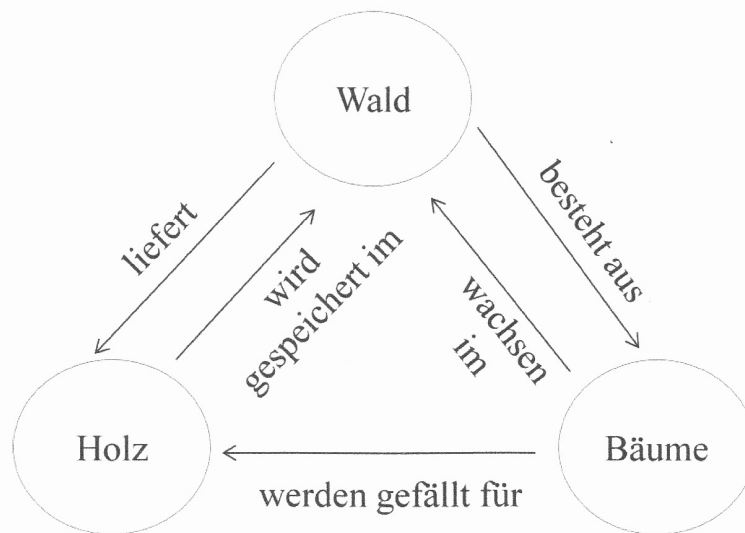 Wald
liefert
wird
gespeichert im
wachsen
im
besteht aus
Holz
Bäume
werden gefällt für